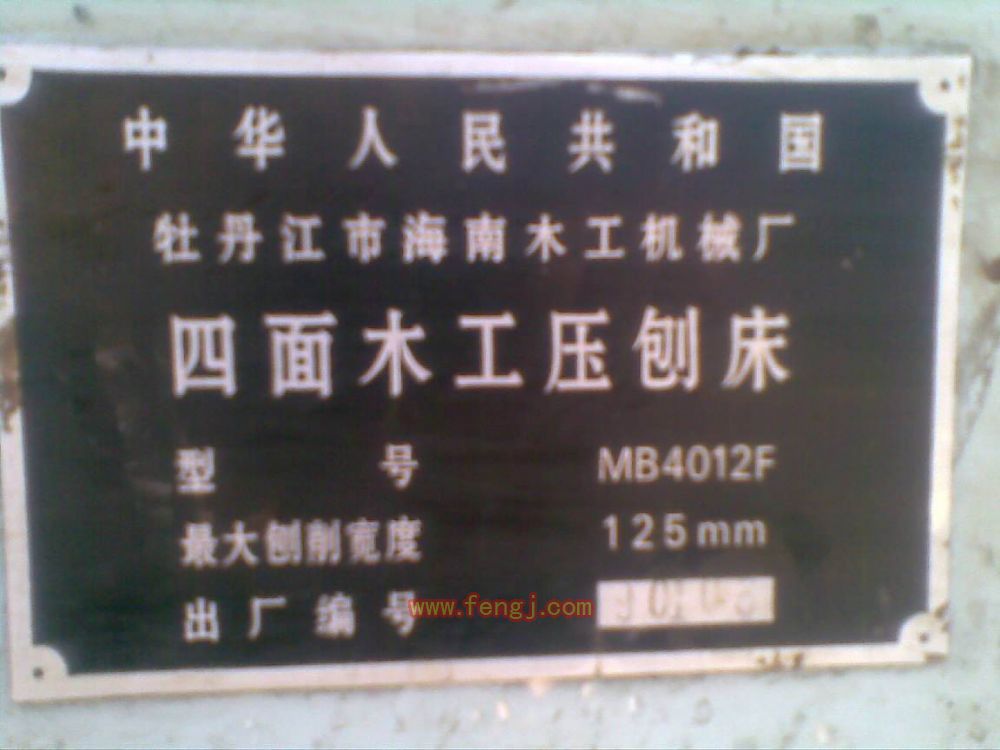 中华人民共和国
牡丹江市海南木工机械厂
四面木工压刨床
型号 MB4012F
最大刨削宽度 125mm
出厂编号
www.fengj.com